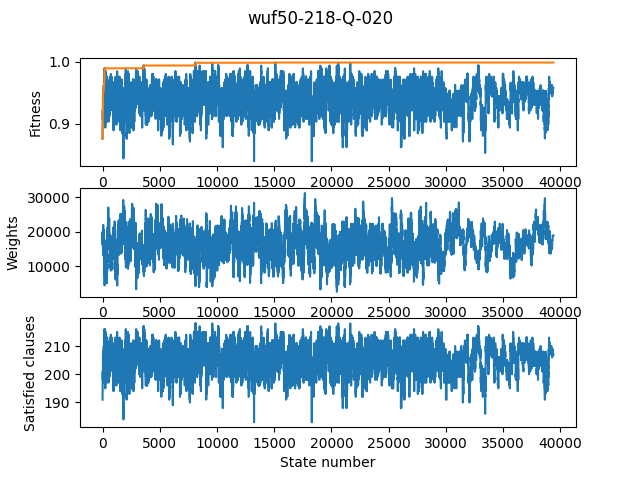 wuf50-218-Q-020
1.0
0.9
Fitness
0 5000 10000 15000 20000 25000 30000 35000 40000
30000
20000
10000
Weights
0 5000 10000 15000 20000 25000 30000 35000 40000
210
200
190
Satisfied clauses
0 5000 10000 15000 20000 25000 30000 35000 40000
State number